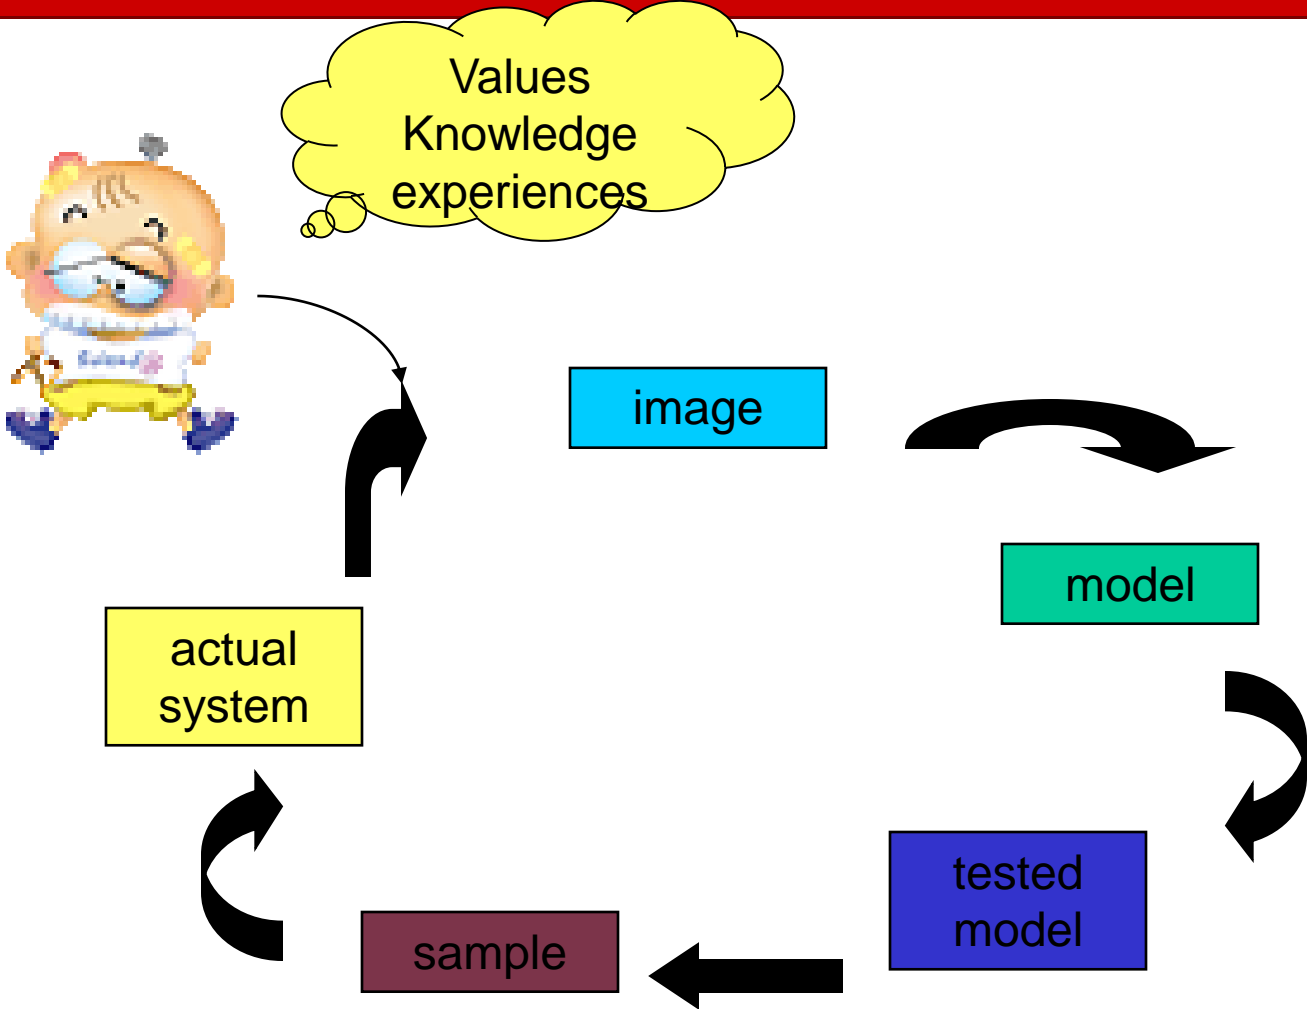 Values
Knowledge
experiences
image
model
actual
system
tested
model
sample